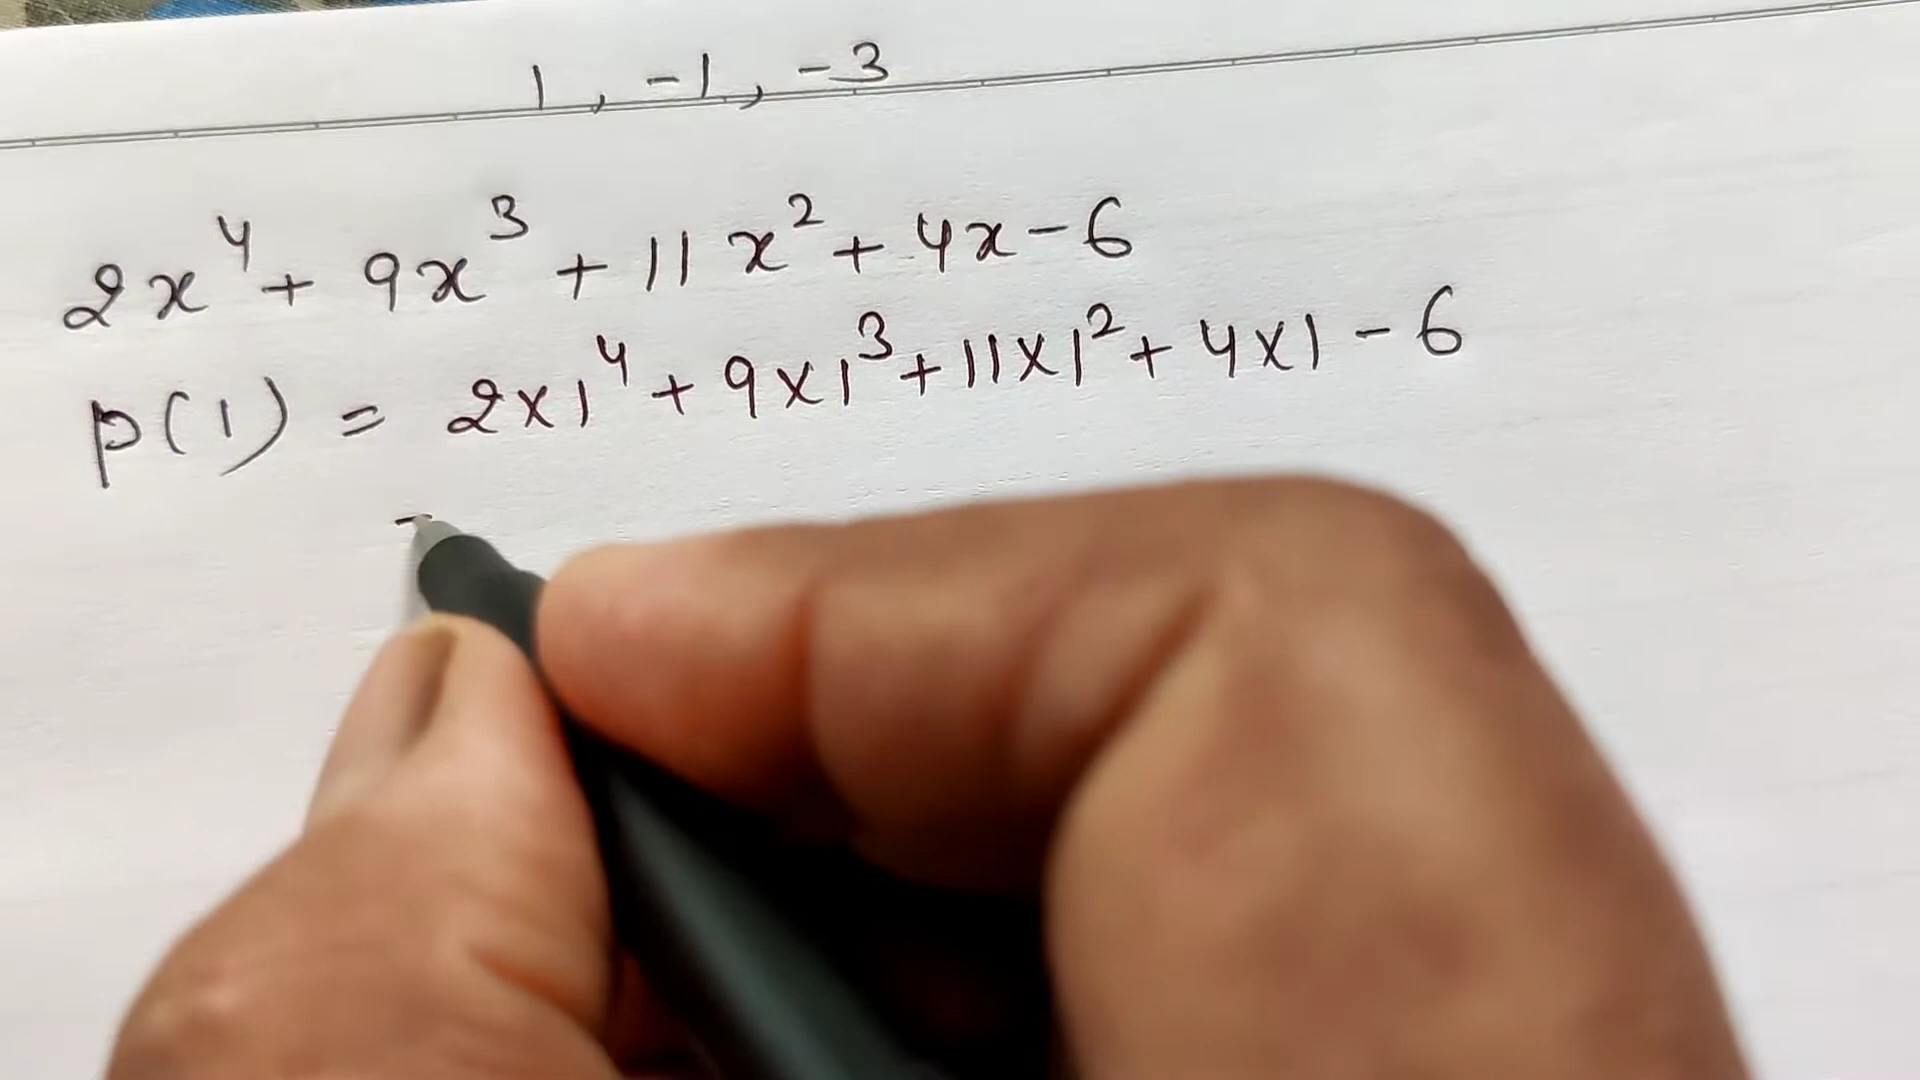 1, -1, -3
2x⁴ + 9x³ + 11x² + 4x - 6
p(1) = 2x1⁴ + 9x1³ + 11x1² + 4x1 - 6